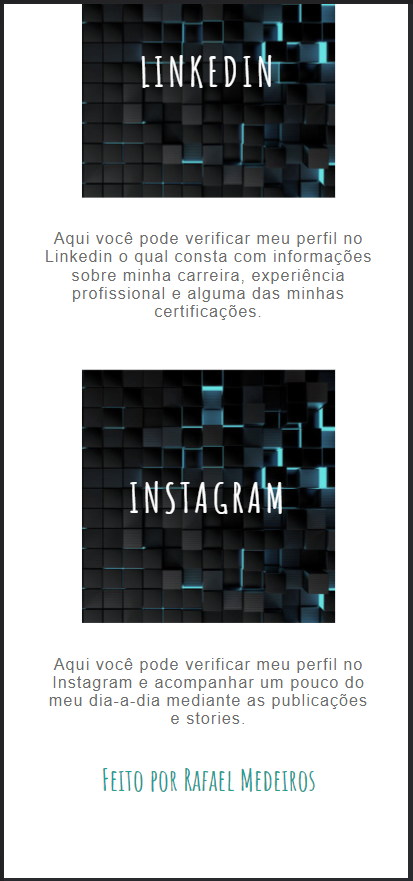 LINKEDIN
Aqui você pode verificar meu perfil no
Linkedin o qual consta com informações
sobre minha carreira, experiência
profissional e alguma das minhas
certificações.
INSTAGRAM
Aqui você pode verificar meu perfil no
Instagram e acompanhar um pouco do
meu dia-a-dia mediante as publicações
e stories.
Feito por Rafael Medeiros